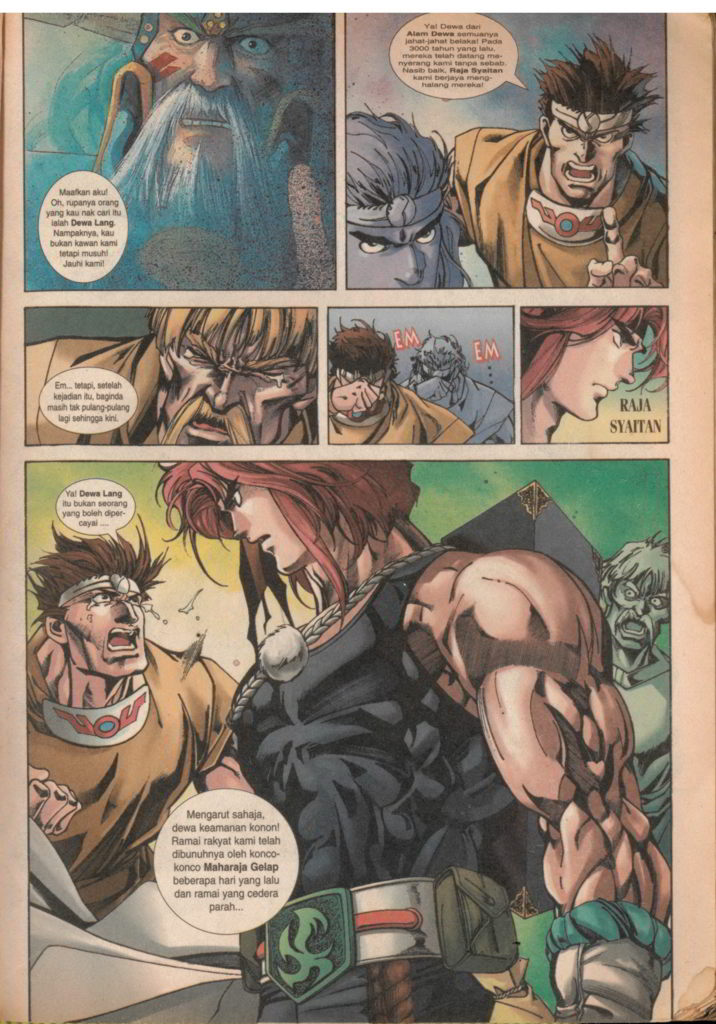 Maafkan aku!
Oh, rupanya orang
yang kau nak cari itu
ialah Dewa Lang.
Nampaknya, kau
bukan kawan kami
tetapi musuh!
Jauhi kami!
Ya! Dewa dari
Alam Dewa semuanya
jahat-jahat belaka! Pada
3000 tahun yang lalu,
mereka telah datang me-
nyerang kami tanpa sebab.
Nasib baik, Raja Syaitan
kami berjaya meng-
halang mereka!
Em... tetapi, setelah
kejadian itu, baginda
masih tak pulang-pulang
lagi sehingga kini.
EM
EM
RAJA
SYAITAN
Ya! Dewa Lang
itu bukan seorang
yang boleh diper-
cayai ....
Mengarut sahaja,
dewa keamanan konon!
Ramai rakyat kami telah
dibunuhnya oleh konco-
konco Maharaja Gelap
beberapa hari yang lalu
dan ramai yang cedera
parah...